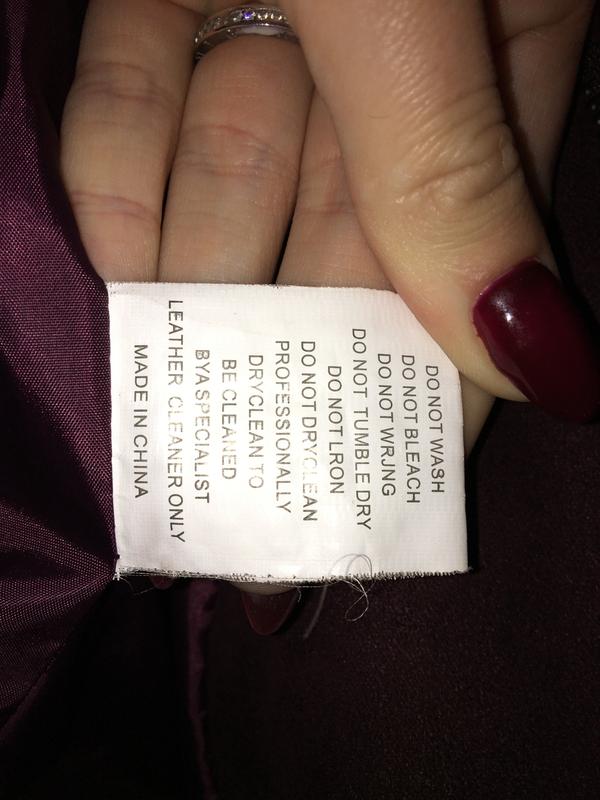 DO NOT WASH
DO NOT BLEACH
DO NOT WRJNG
DO NOT TUMBLE DRY
DO NOT LRON
DO NOT DRYCLEAN
PROFESSIONALLY
DRYCLEAN TO
BE CLEANED
BYA SPECIALIST
LEATHER CLEANER ONLY
MADE IN CHINA